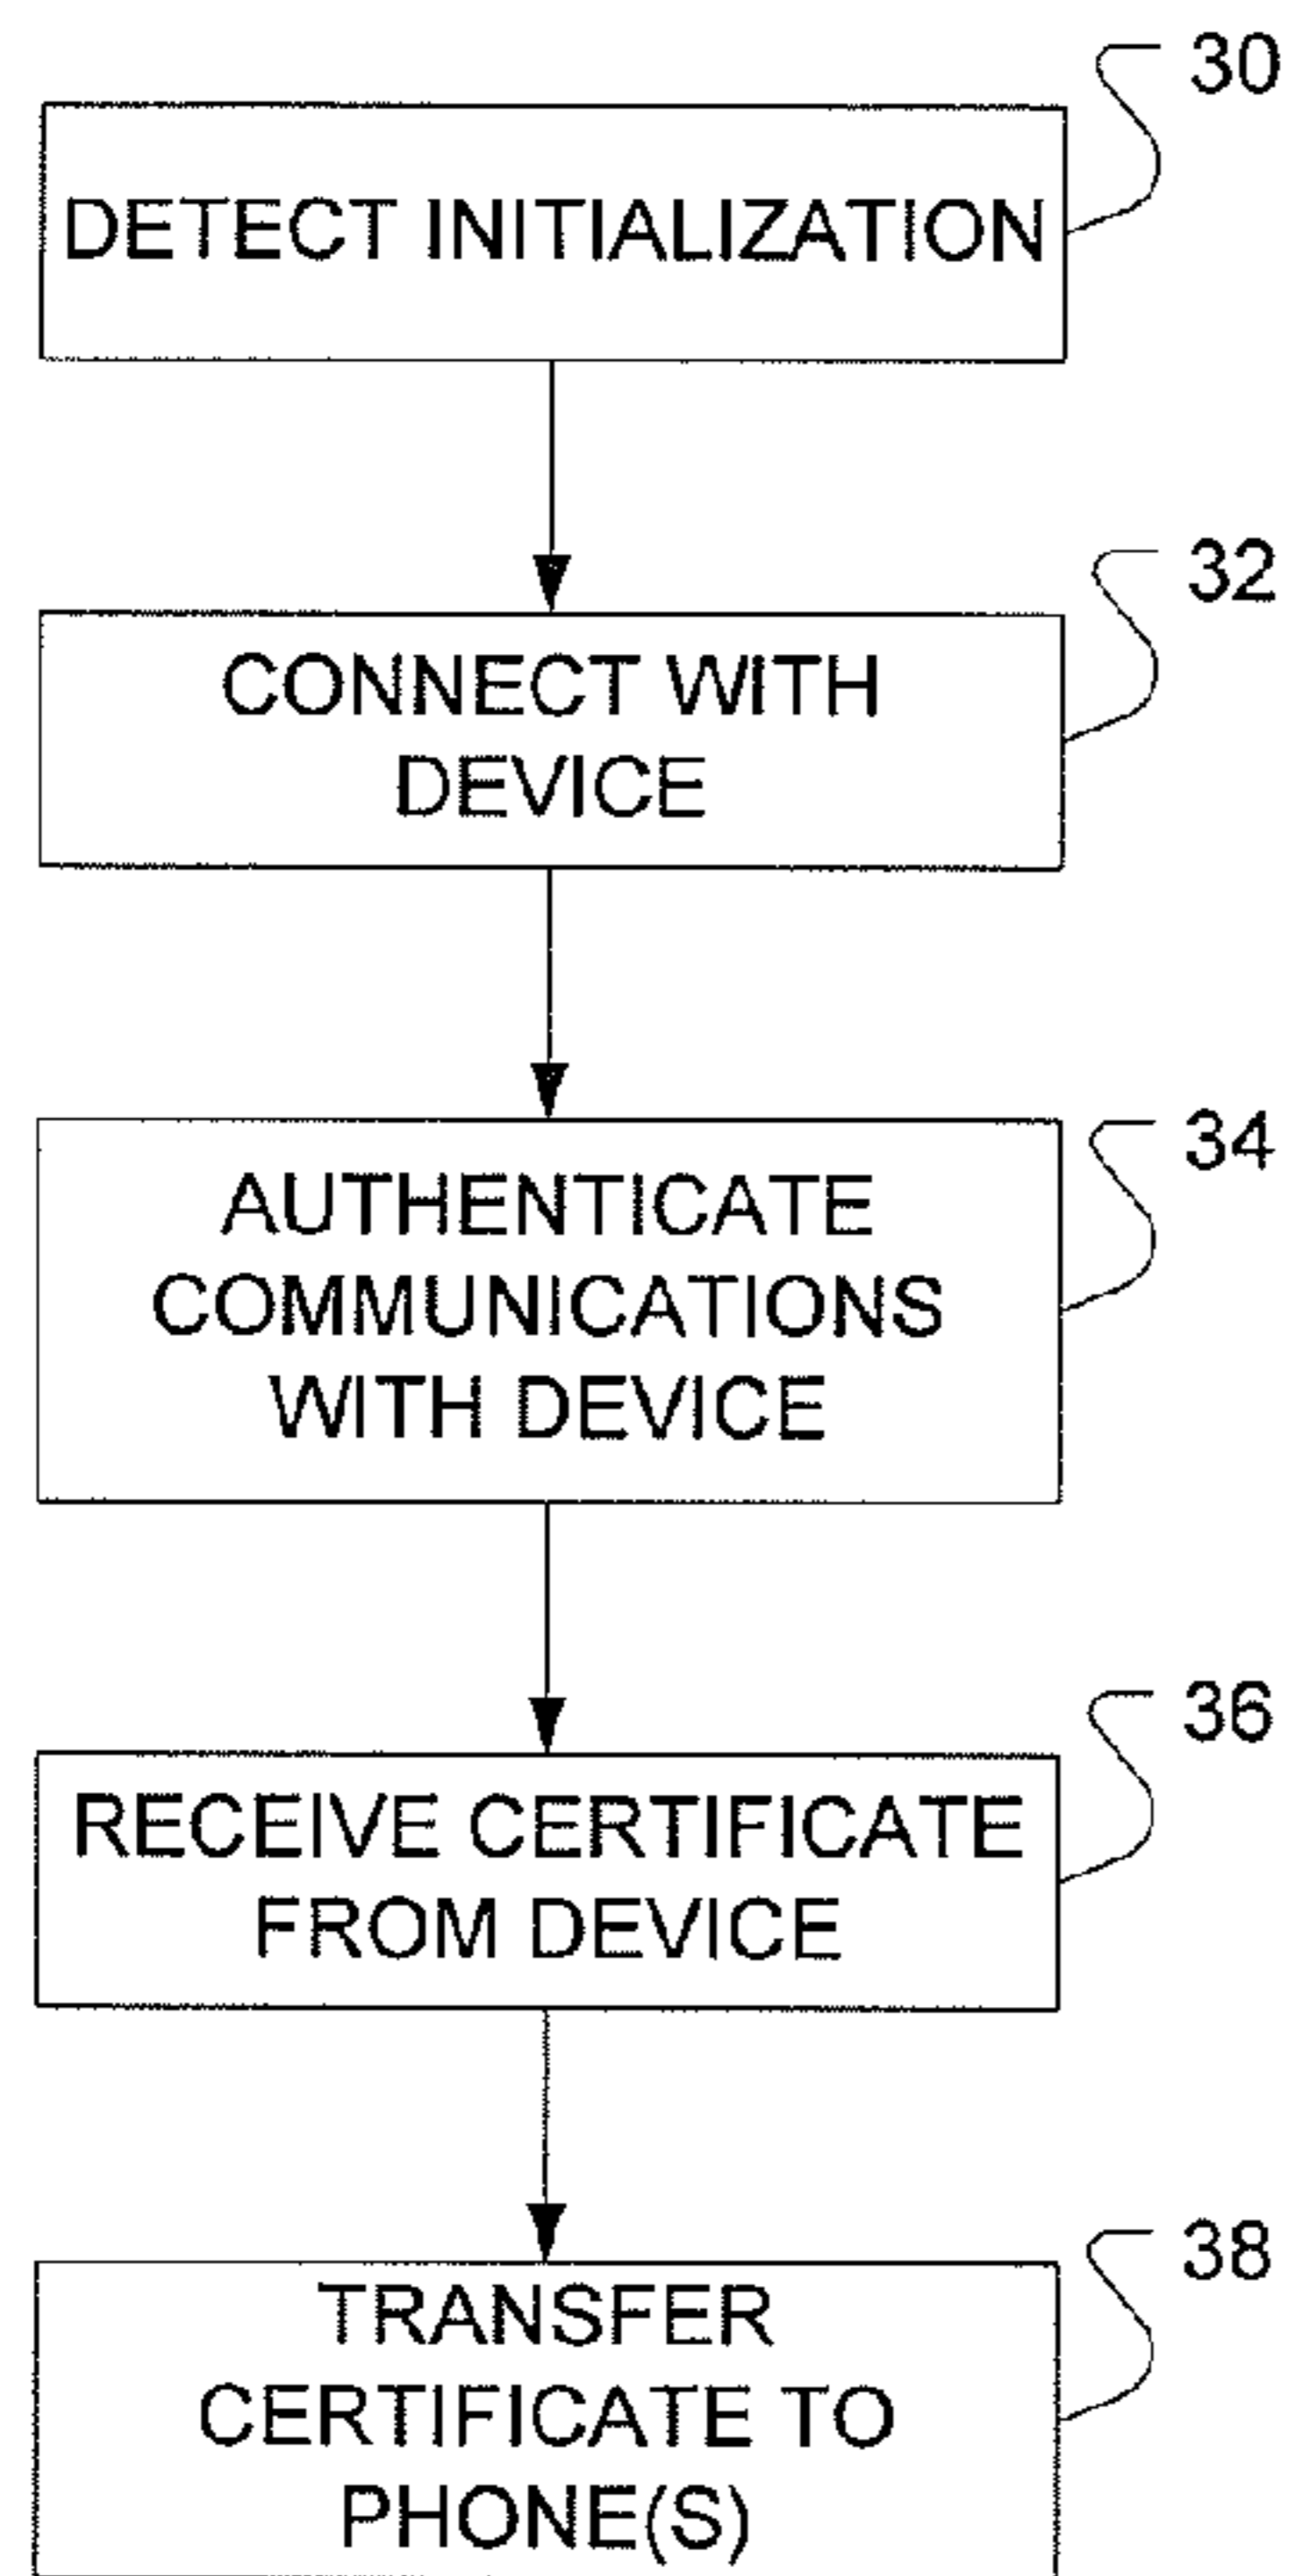 30
DETECT INITIALIZATION
32
CONNECT WITH
DEVICE
34
AUTHENTICATE
COMMUNICATIONS
WITH DEVICE
36
RECEIVE CERTIFICATE
FROM DEVICE
38
TRANSFER
CERTIFICATE TO
PHONE(S)